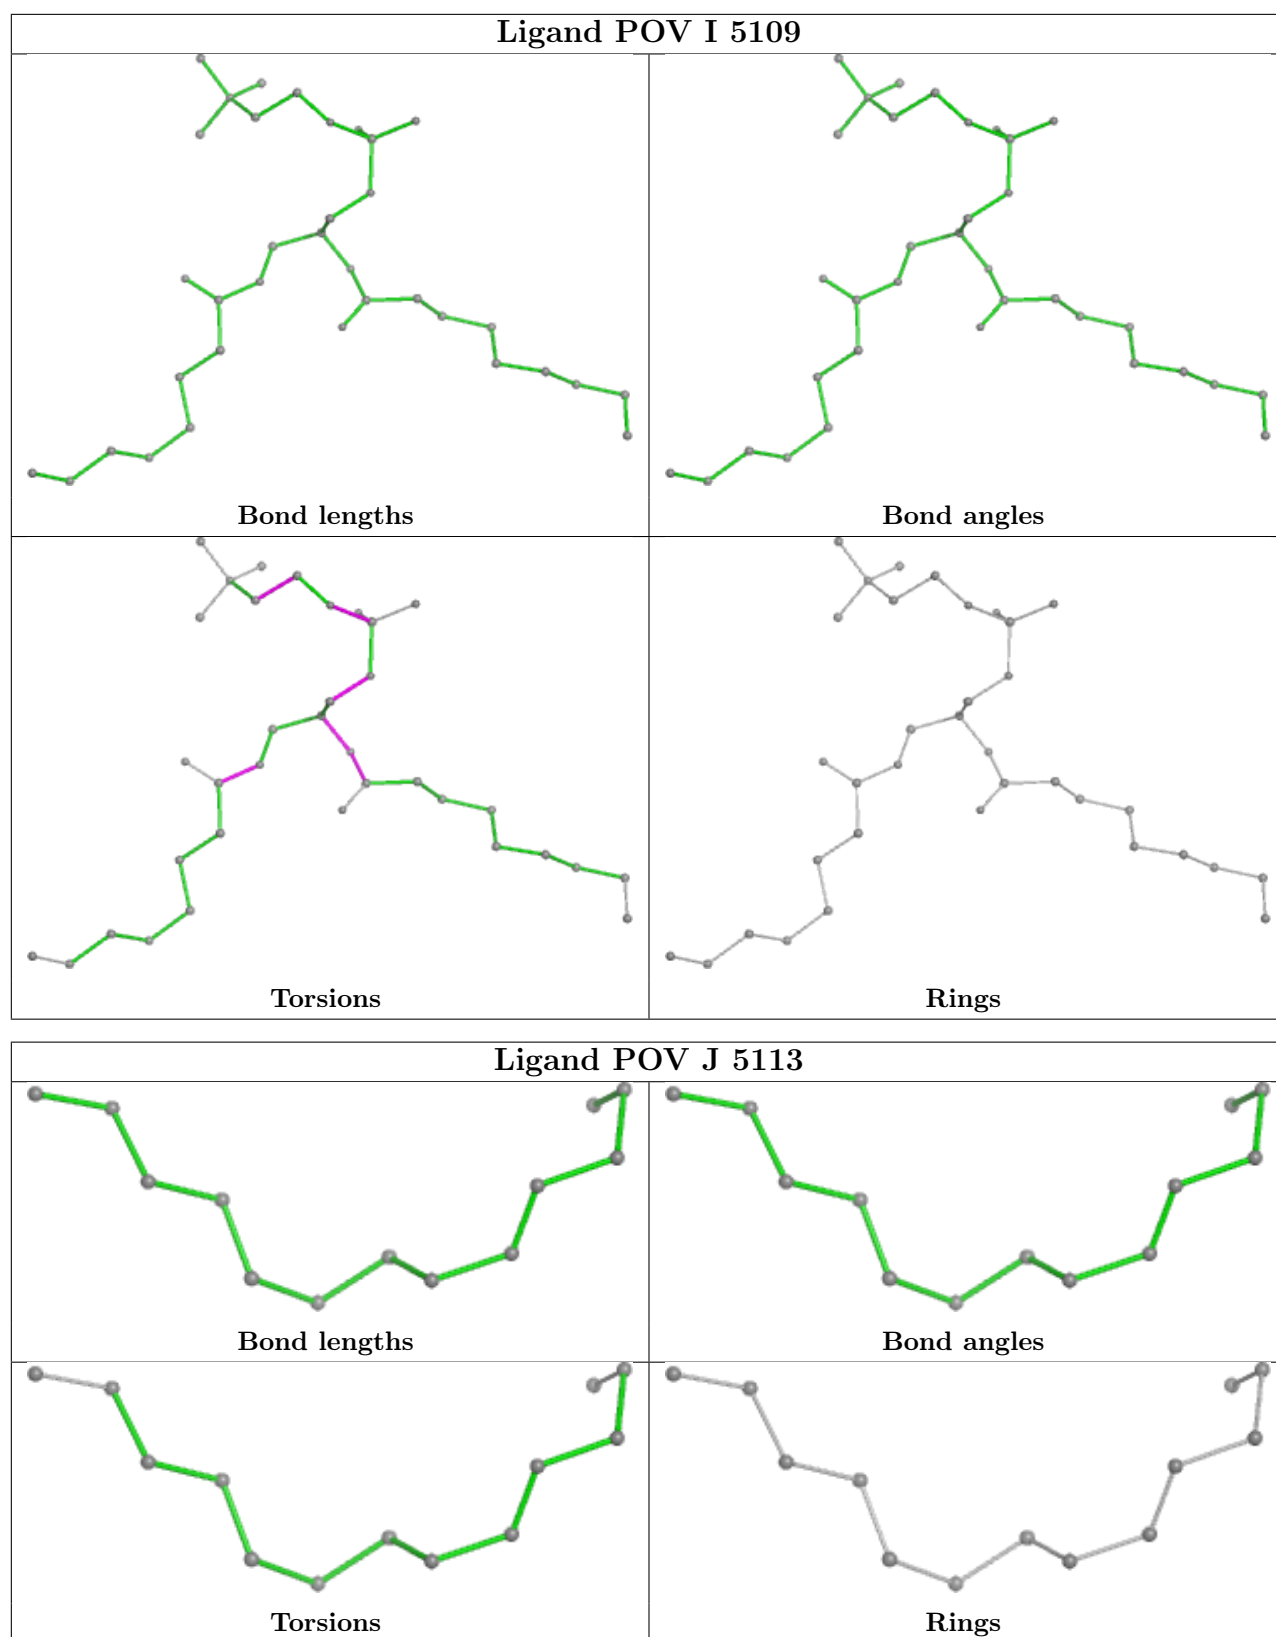 Ligand POV I 5109
Bond lengths
Bond angles
Torsions
Rings
Ligand POV J 5113
Bond lengths
Bond angles
Torsions
Rings